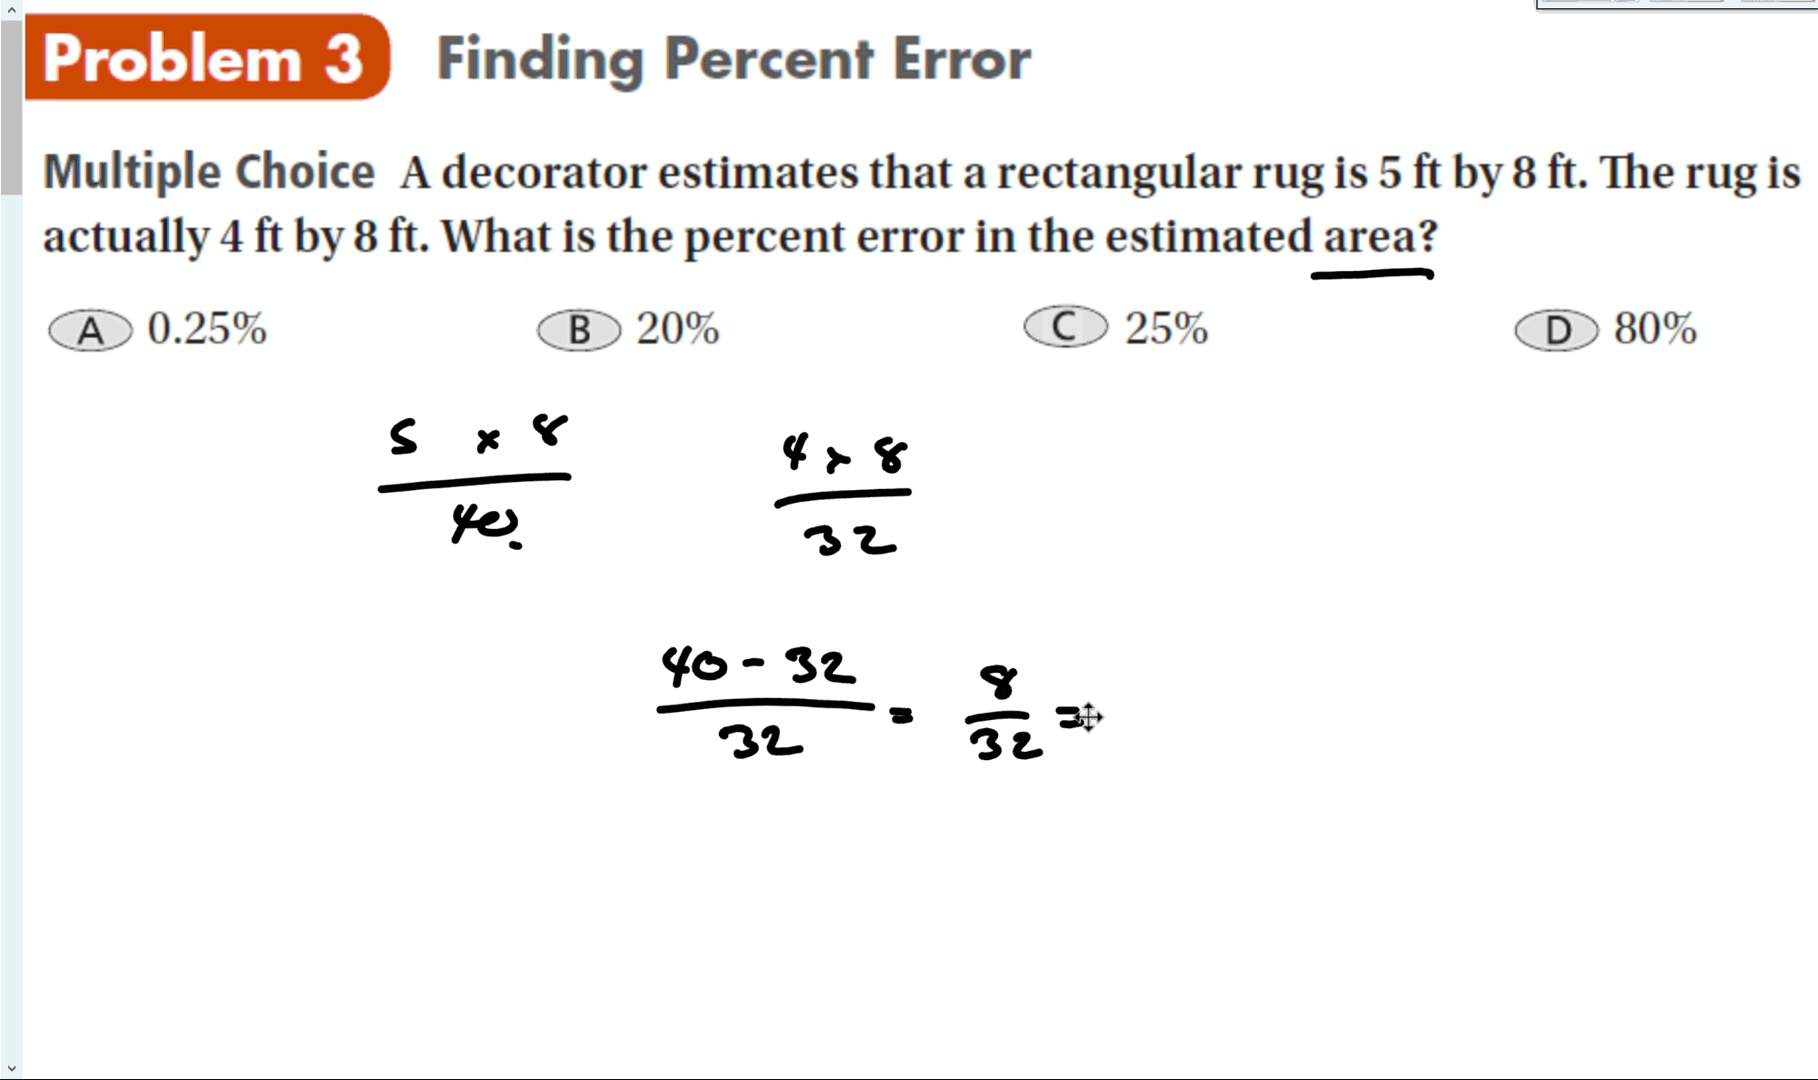 Problem 3 Finding Percent Error
Multiple Choice A decorator estimates that a rectangular rug is 5 ft by 8 ft. The rug is
actually 4 ft by 8 ft. What is the percent error in the estimated area?
A 0.25% B 20% C 25% D 80%
5 x 8
40.
4 x 8
32
40 - 32
32
=
8
32
=